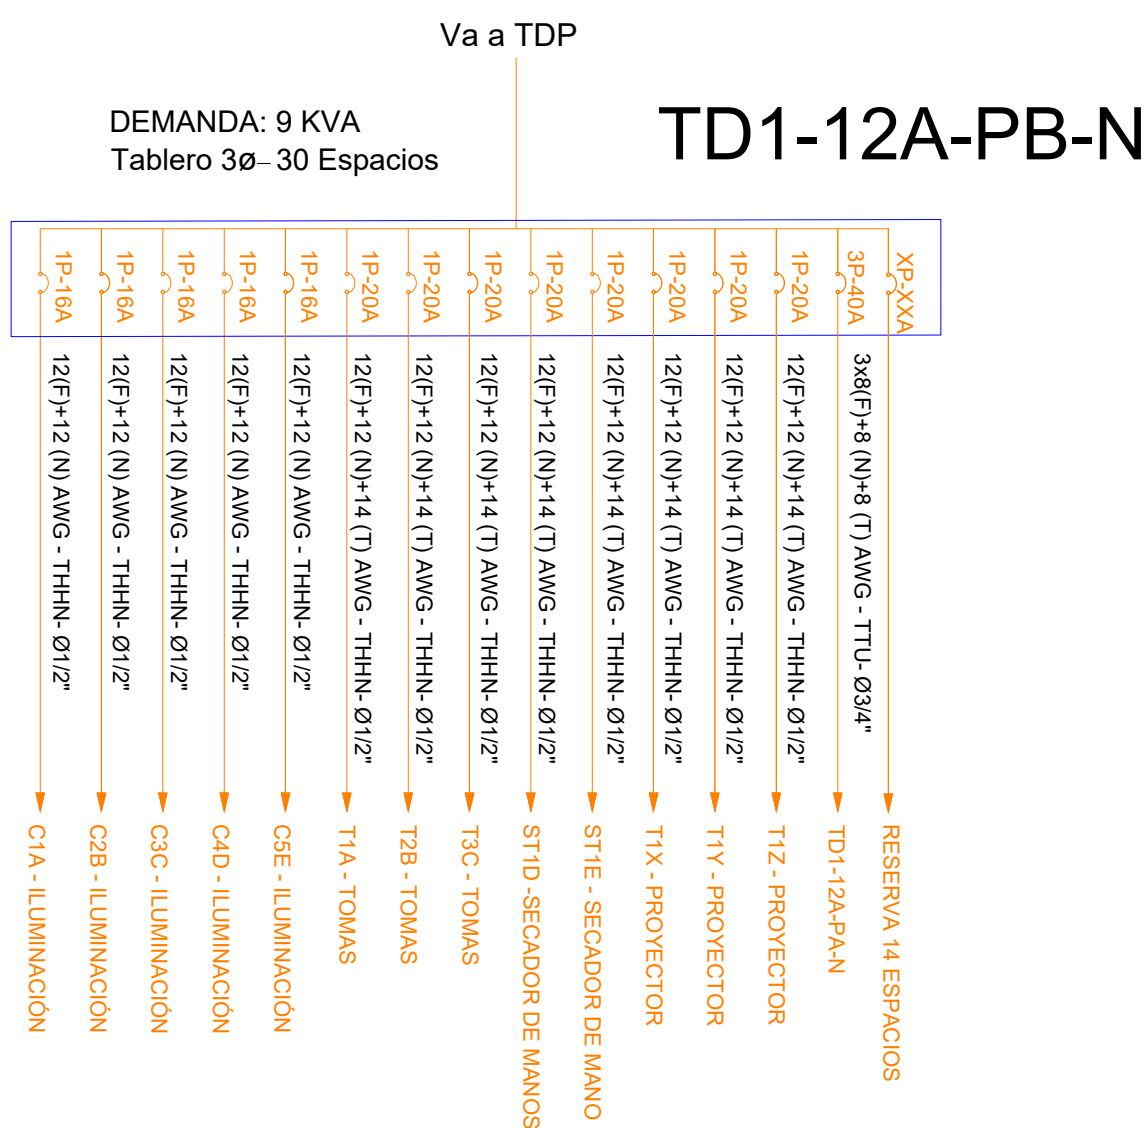 Va a TDP
DEMANDA: 9 KVA
Tablero 3ø– 30 Espacios
TD1-12A-PB-N
1P-16A
1P-16A
1P-16A
1P-16A
1P-16A
1P-20A
1P-20A
1P-20A
1P-20A
1P-20A
1P-20A
1P-20A
1P-20A
3P-40A
XP-XXA
12(F)+12 (N) AWG - THHN- Ø1/2"
12(F)+12 (N) AWG - THHN- Ø1/2"
12(F)+12 (N) AWG - THHN- Ø1/2"
12(F)+12 (N) AWG - THHN- Ø1/2"
12(F)+12 (N) AWG - THHN- Ø1/2"
12(F)+12 (N)+14 (T) AWG - THHN- Ø1/2"
12(F)+12 (N)+14 (T) AWG - THHN- Ø1/2"
12(F)+12 (N)+14 (T) AWG - THHN- Ø1/2"
12(F)+12 (N)+14 (T) AWG - THHN- Ø1/2"
12(F)+12 (N)+14 (T) AWG - THHN- Ø1/2"
12(F)+12 (N)+14 (T) AWG - THHN- Ø1/2"
12(F)+12 (N)+14 (T) AWG - THHN- Ø1/2"
12(F)+12 (N)+14 (T) AWG - THHN- Ø1/2"
3x8(F)+8 (N)+8 (T) AWG - TTU- Ø3/4"
C1A - ILUMINACIÓN
C2B - ILUMINACIÓN
C3C - ILUMINACIÓN
C4D - ILUMINACIÓN
C5E - ILUMINACIÓN
T1A - TOMAS
T2B - TOMAS
T3C - TOMAS
ST1D -SECADOR DE MANOS
ST1E - SECADOR DE MANO
T1X - PROYECTOR
T1Y - PROYECTOR
T1Z - PROYECTOR
TD1-12A-PA-N
RESERVA 14 ESPACIOS